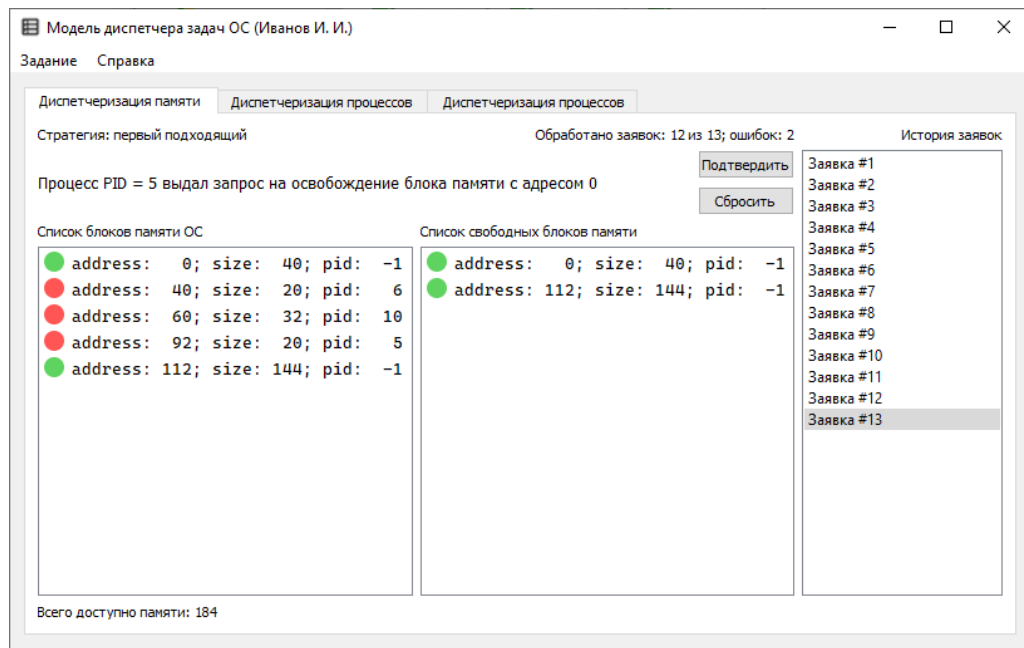 Модель диспетчера задач ОС (Иванов И. И.)
Задание Справка
Диспетчеризация памяти Диспетчеризация процессов Диспетчеризация процессов
Стратегия: первый подходящий Обработано заявок: 12 из 13; ошибок: 2
Процесс PID = 5 выдал запрос на освобождение блока памяти с адресом 0
Подтвердить
Сбросить
Список блоков памяти ОС
address: 0; size: 40; pid: -1
address: 40; size: 20; pid: 6
address: 60; size: 32; pid: 10
address: 92; size: 20; pid: 5
address: 112; size: 144; pid: -1
Список свободных блоков памяти
address: 0; size: 40; pid: -1
address: 112; size: 144; pid: -1
История заявок
Заявка #1
Заявка #2
Заявка #3
Заявка #4
Заявка #5
Заявка #6
Заявка #7
Заявка #8
Заявка #9
Заявка #10
Заявка #11
Заявка #12
Заявка #13
Всего доступно памяти: 184